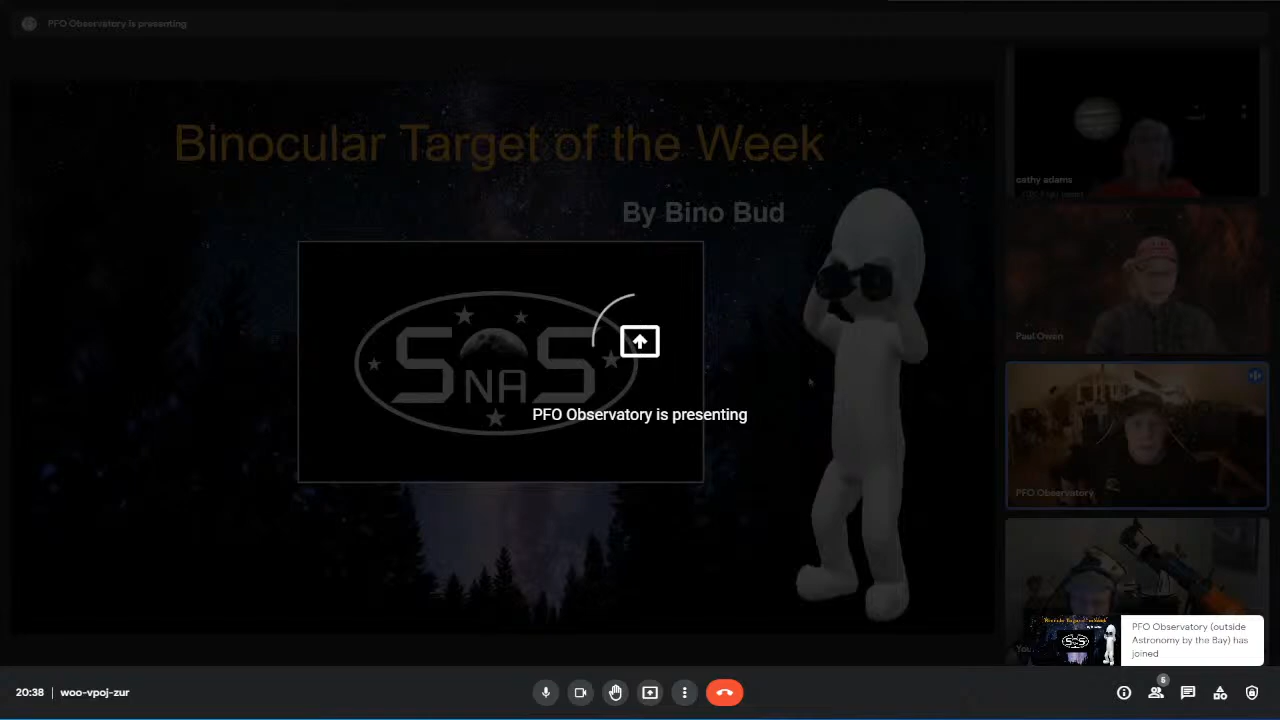 PFO Observatory is presenting
Binocular Target of the Week
By Bino Bud
SNAS
PFO Observatory is presenting
cathy adams
Paul Owen
PFO Observatory
You
PFO Observatory (outside
Astronomy by the Bay) has
joined
20:38 | woo-vpoj-zur
6